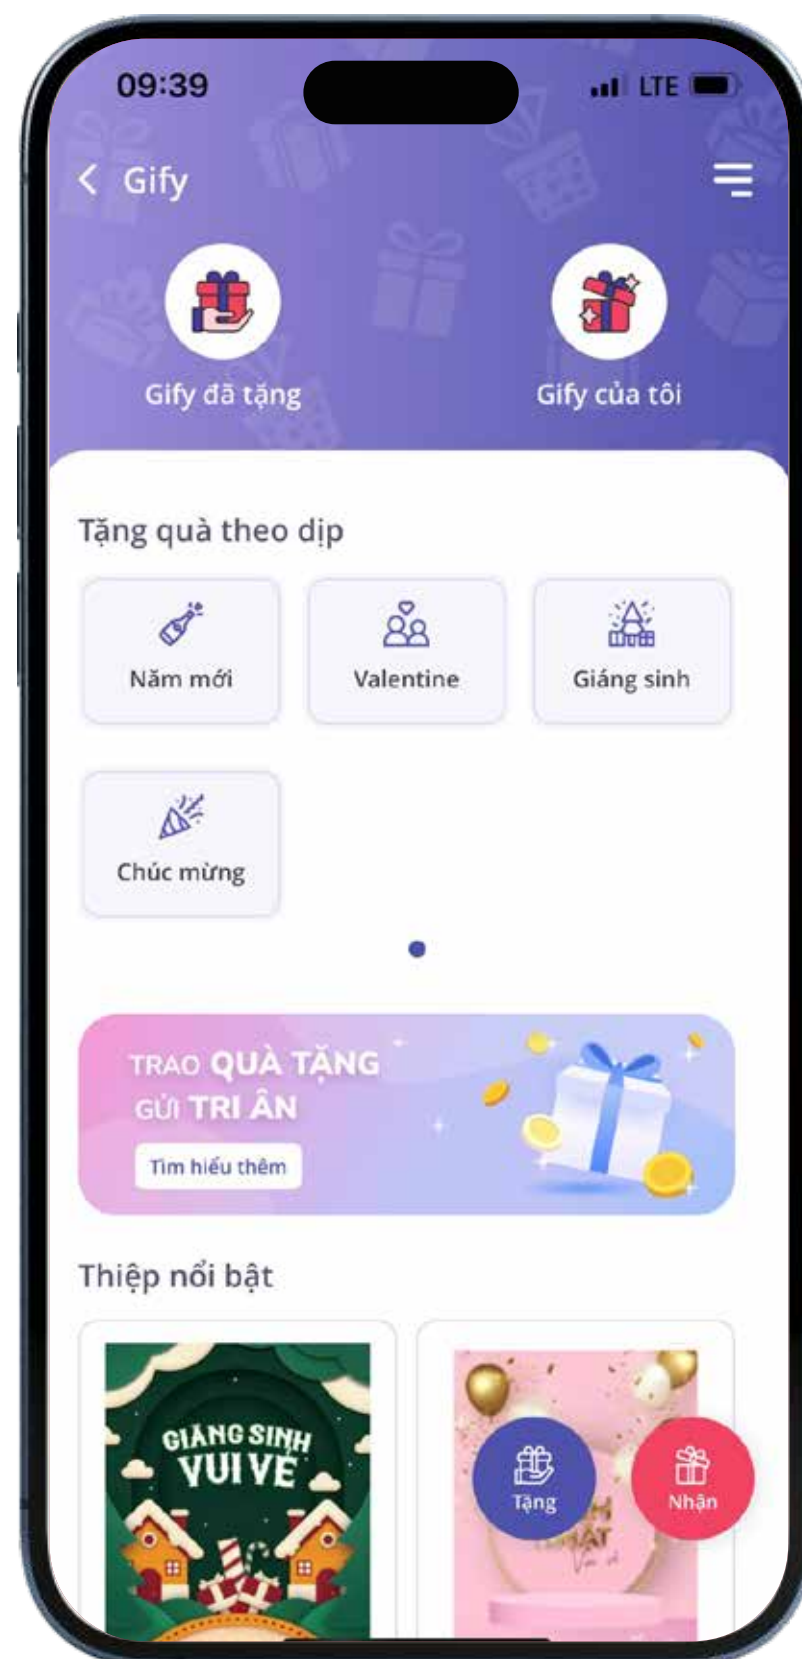 09:39
LTE
Gify
Gify đã tặng
Gify của tôi
Tặng quà theo dịp
Năm mới
Valentine
Giáng sinh
Chúc mừng
TRAO QUÀ TẶNG
GỬI TRI ÂN
Tìm hiểu thêm
Thiệp nổi bật
GIÁNG SINH
VUI VẺ
Tặng
Nhận